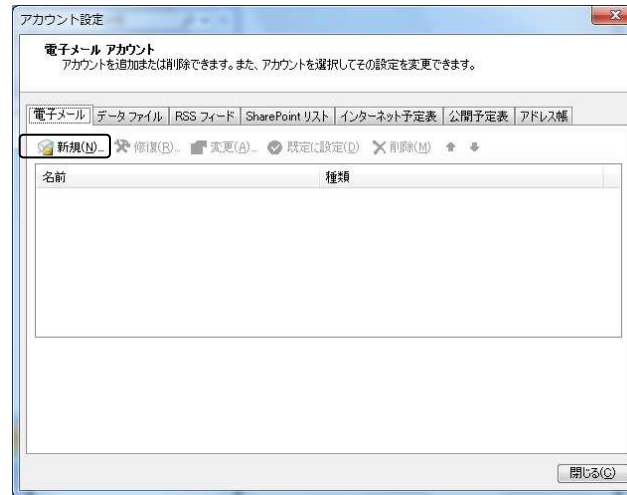 アカウント設定
電子メール アカウント
アカウントを追加または削除できます。また、アカウントを選択してその設定を変更できます。
電子メール データ ファイル RSS フィード SharePoint リスト インターネット予定表 公開予定表 アドレス帳
新規(N)... 修復(R)... 変更(A)... 既定に設定(D) 削除(M)
名前 種類
閉じる(C)